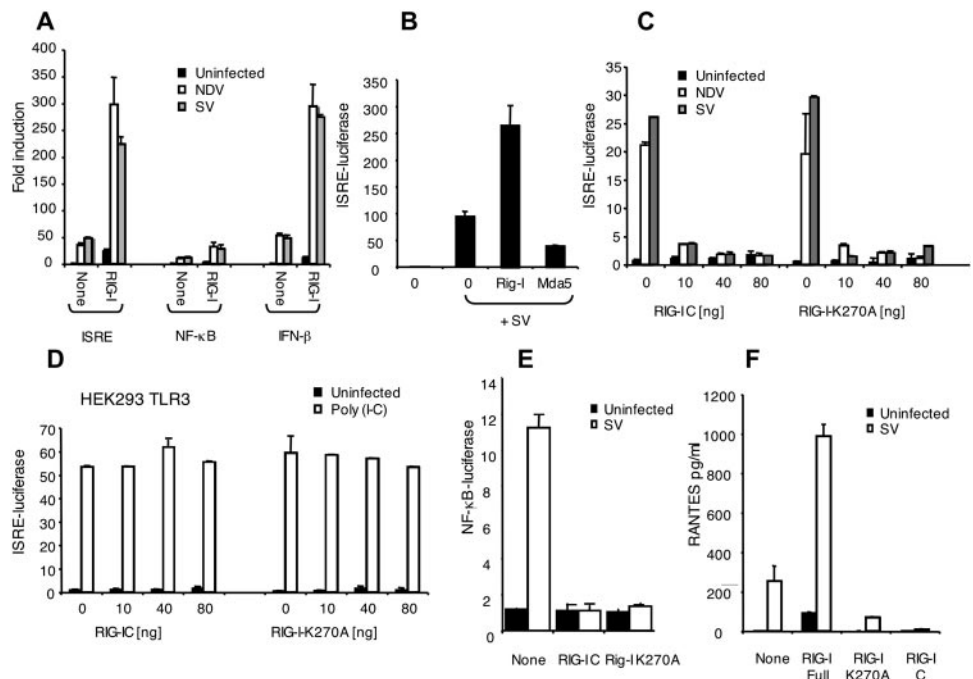 A
Fold induction
400
350
300
250
200
150
100
50
0
Uninfected
NDV
SV
None
RIG-I
None
RIG-I
None
RIG-I
ISRE
NF-κB
IFN-β
B
ISRE-luciferase
350
300
250
200
150
100
50
0
0
0
Rig-I
Mda5
+ SV
C
ISRE-luciferase
35
30
25
20
15
10
5
0
Uninfected
NDV
SV
0 10 40 80 0 10 40 80
RIG-IC [ng] RIG-I-K270A [ng]
D
HEK293 TLR3
Uninfected
Poly (I-C)
ISRE-luciferase
70
60
50
40
30
20
10
0
0 10 40 80 0 10 40 80
RIG-IC [ng] RIG-I-K270A [ng]
E
NF-κB-luciferase
14
12
10
8
6
4
2
0
Uninfected
SV
None RIG-IC Rig-IK270A
F
RANTES pg/ml
1200
1000
800
600
400
200
0
Uninfected
SV
None RIG-I RIG-I RIG-I
Full K270A C